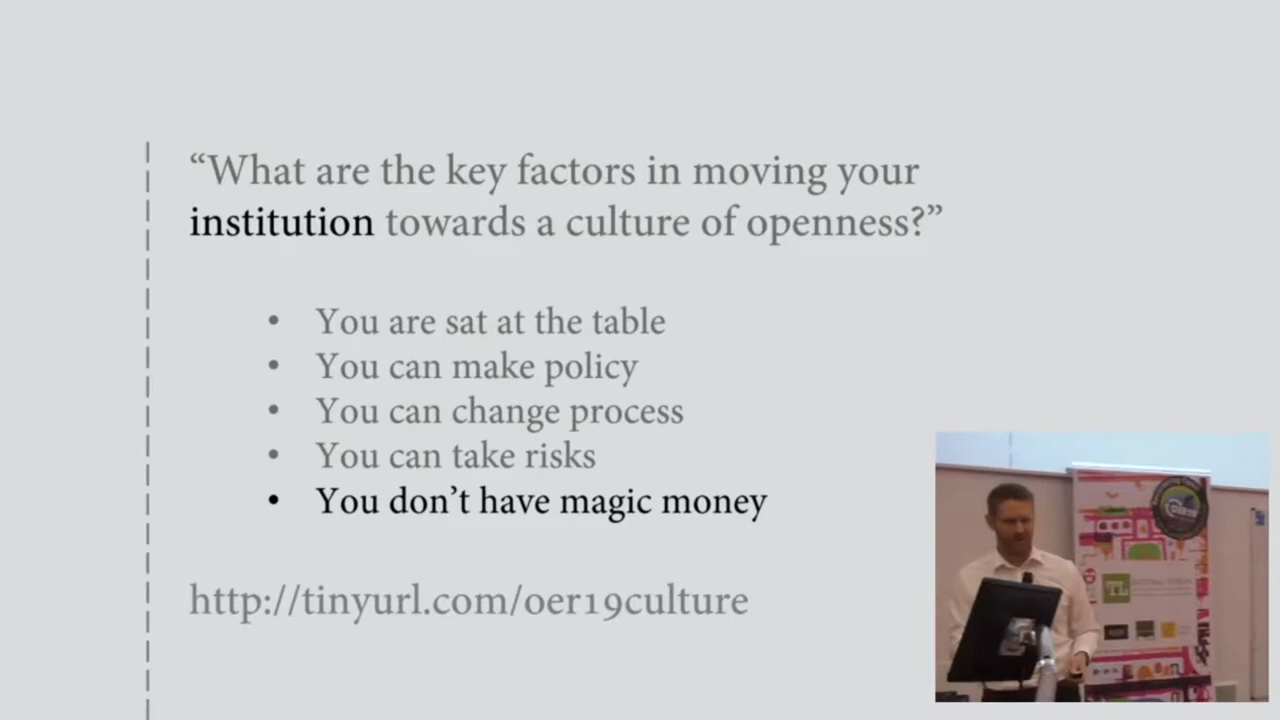 “What are the key factors in moving your
institution towards a culture of openness?”
• You are sat at the table
• You can make policy
• You can change process
• You can take risks
• You don’t have magic money
http://tinyurl.com/oer19culture
TL